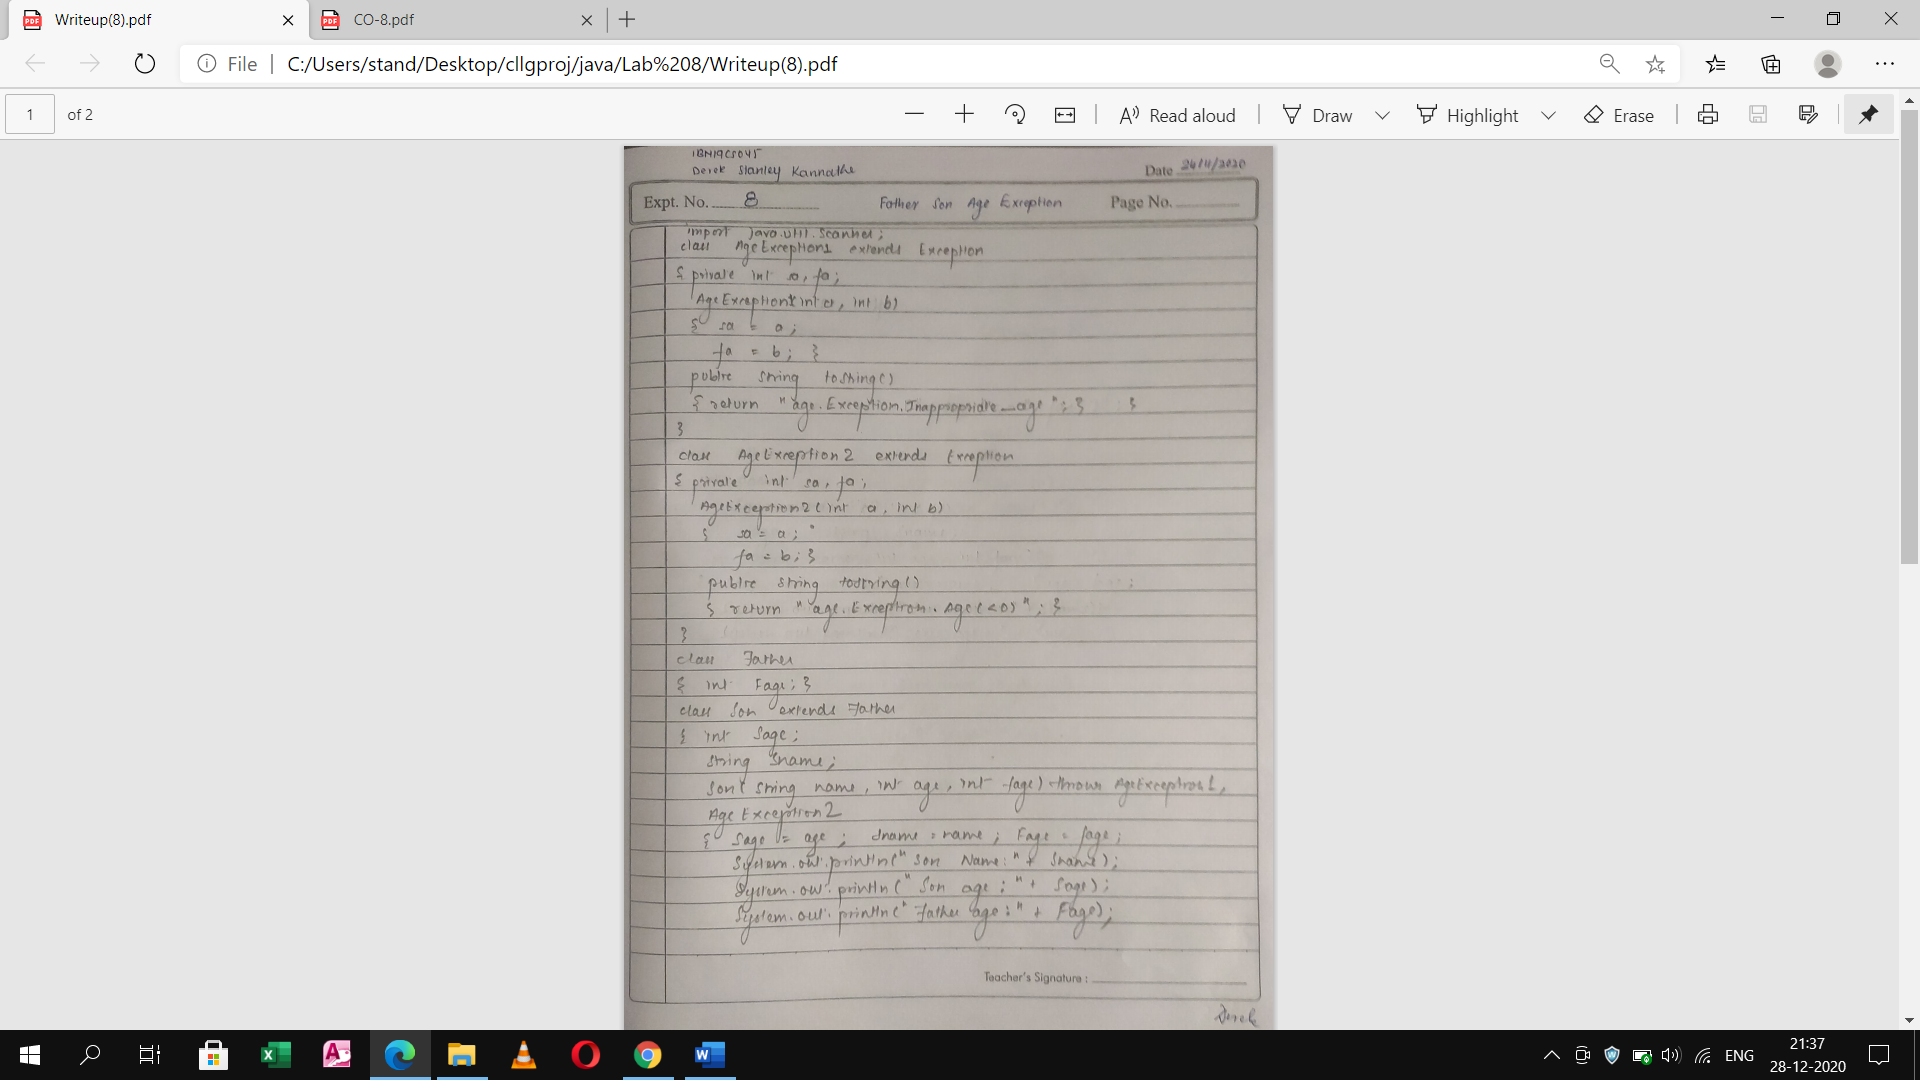 Writeup(8).pdf
CO-8.pdf
File
C:/Users/stand/Desktop/cllgproj/java/Lab%208/Writeup(8).pdf
1 of 2
Read aloud
Draw
Highlight
Erase
1BM19CS045
Derek Stanley Kannathe
Date 24/11/2020
Expt. No. 8 Father Son Age Exception Page No.
import java.util.Scanner;
class AgeException1 extends Exception
{ private int sa, fa;
AgeException1(int a, int b)
{ sa = a;
fa = b; }
public String toString()
{ return "age.Exception.Inappropriate_age"; } }
}
class AgeException2 extends Exception
{ private int sa, fa;
AgeException2(int a, int b)
{ sa = a;
fa = b; }
public String toString()
{ return "age.Exception.Age(<0)"; }
}
class Father
{ int Fage; }
class Son extends Father
{ int Sage;
String Sname;
Son(String name, int age, int fage) throws AgeException1,
AgeException2
{ Sage = age; Sname = name; Fage = fage;
System.out.println("Son Name:" + Sname);
System.out.println("Son age:" + Sage);
System.out.println("Father age:" + Fage);
Teacher's Signature :
Derek
ENG
21:37
28-12-2020